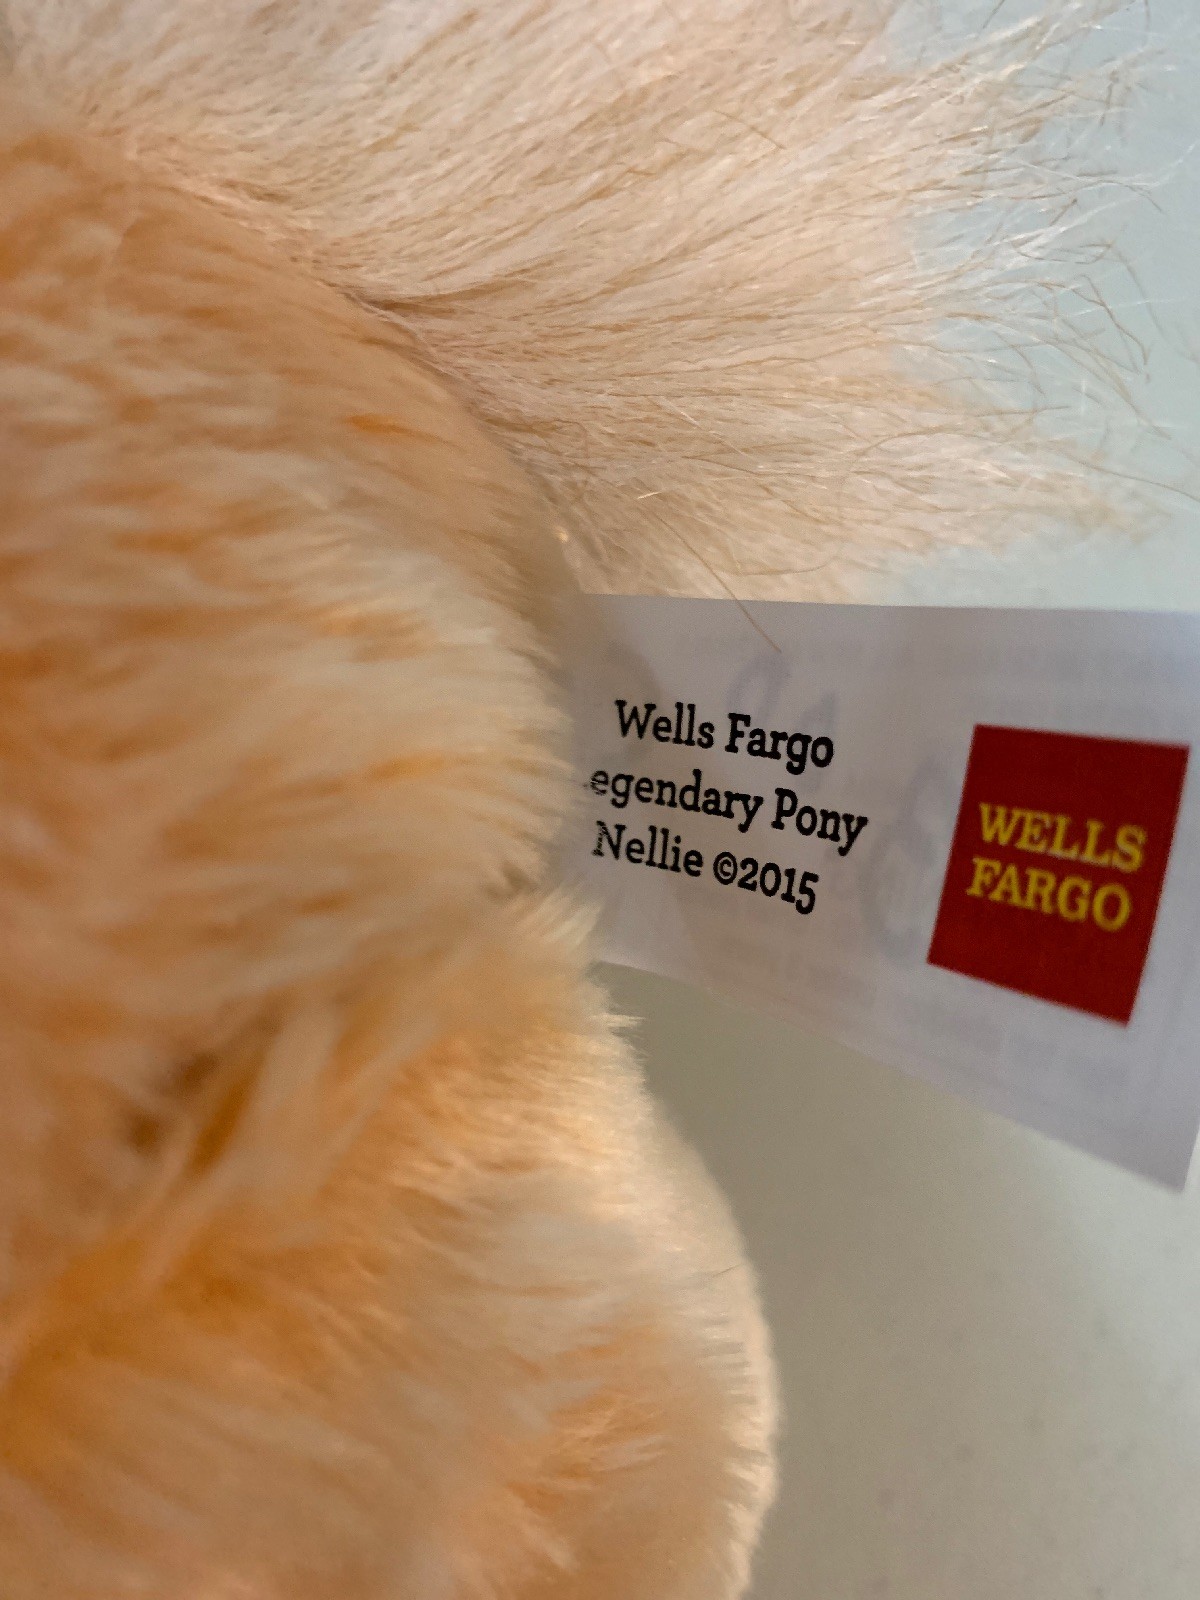 Wells Fargo
egendary Pony
Nellie ©2015
WELLS
FARGO